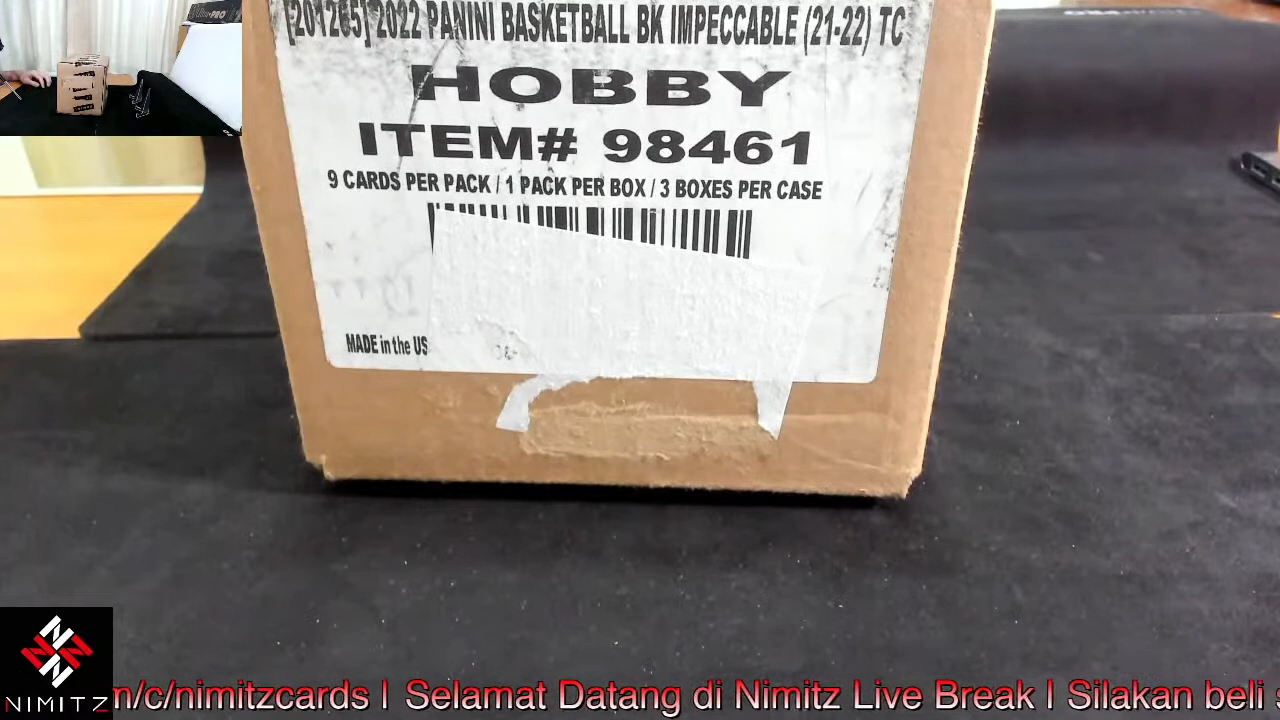 [201265] 2022 PANINI BASKETBALL BK IMPECCABLE (21-22) TC
HOBBY
ITEM# 98461
9 CARDS PER PACK / 1 PACK PER BOX / 3 BOXES PER CASE
MADE in the US
NIMITZ
m/c/nimitzcards | Selamat Datang di Nimitz Live Break | Silakan beli